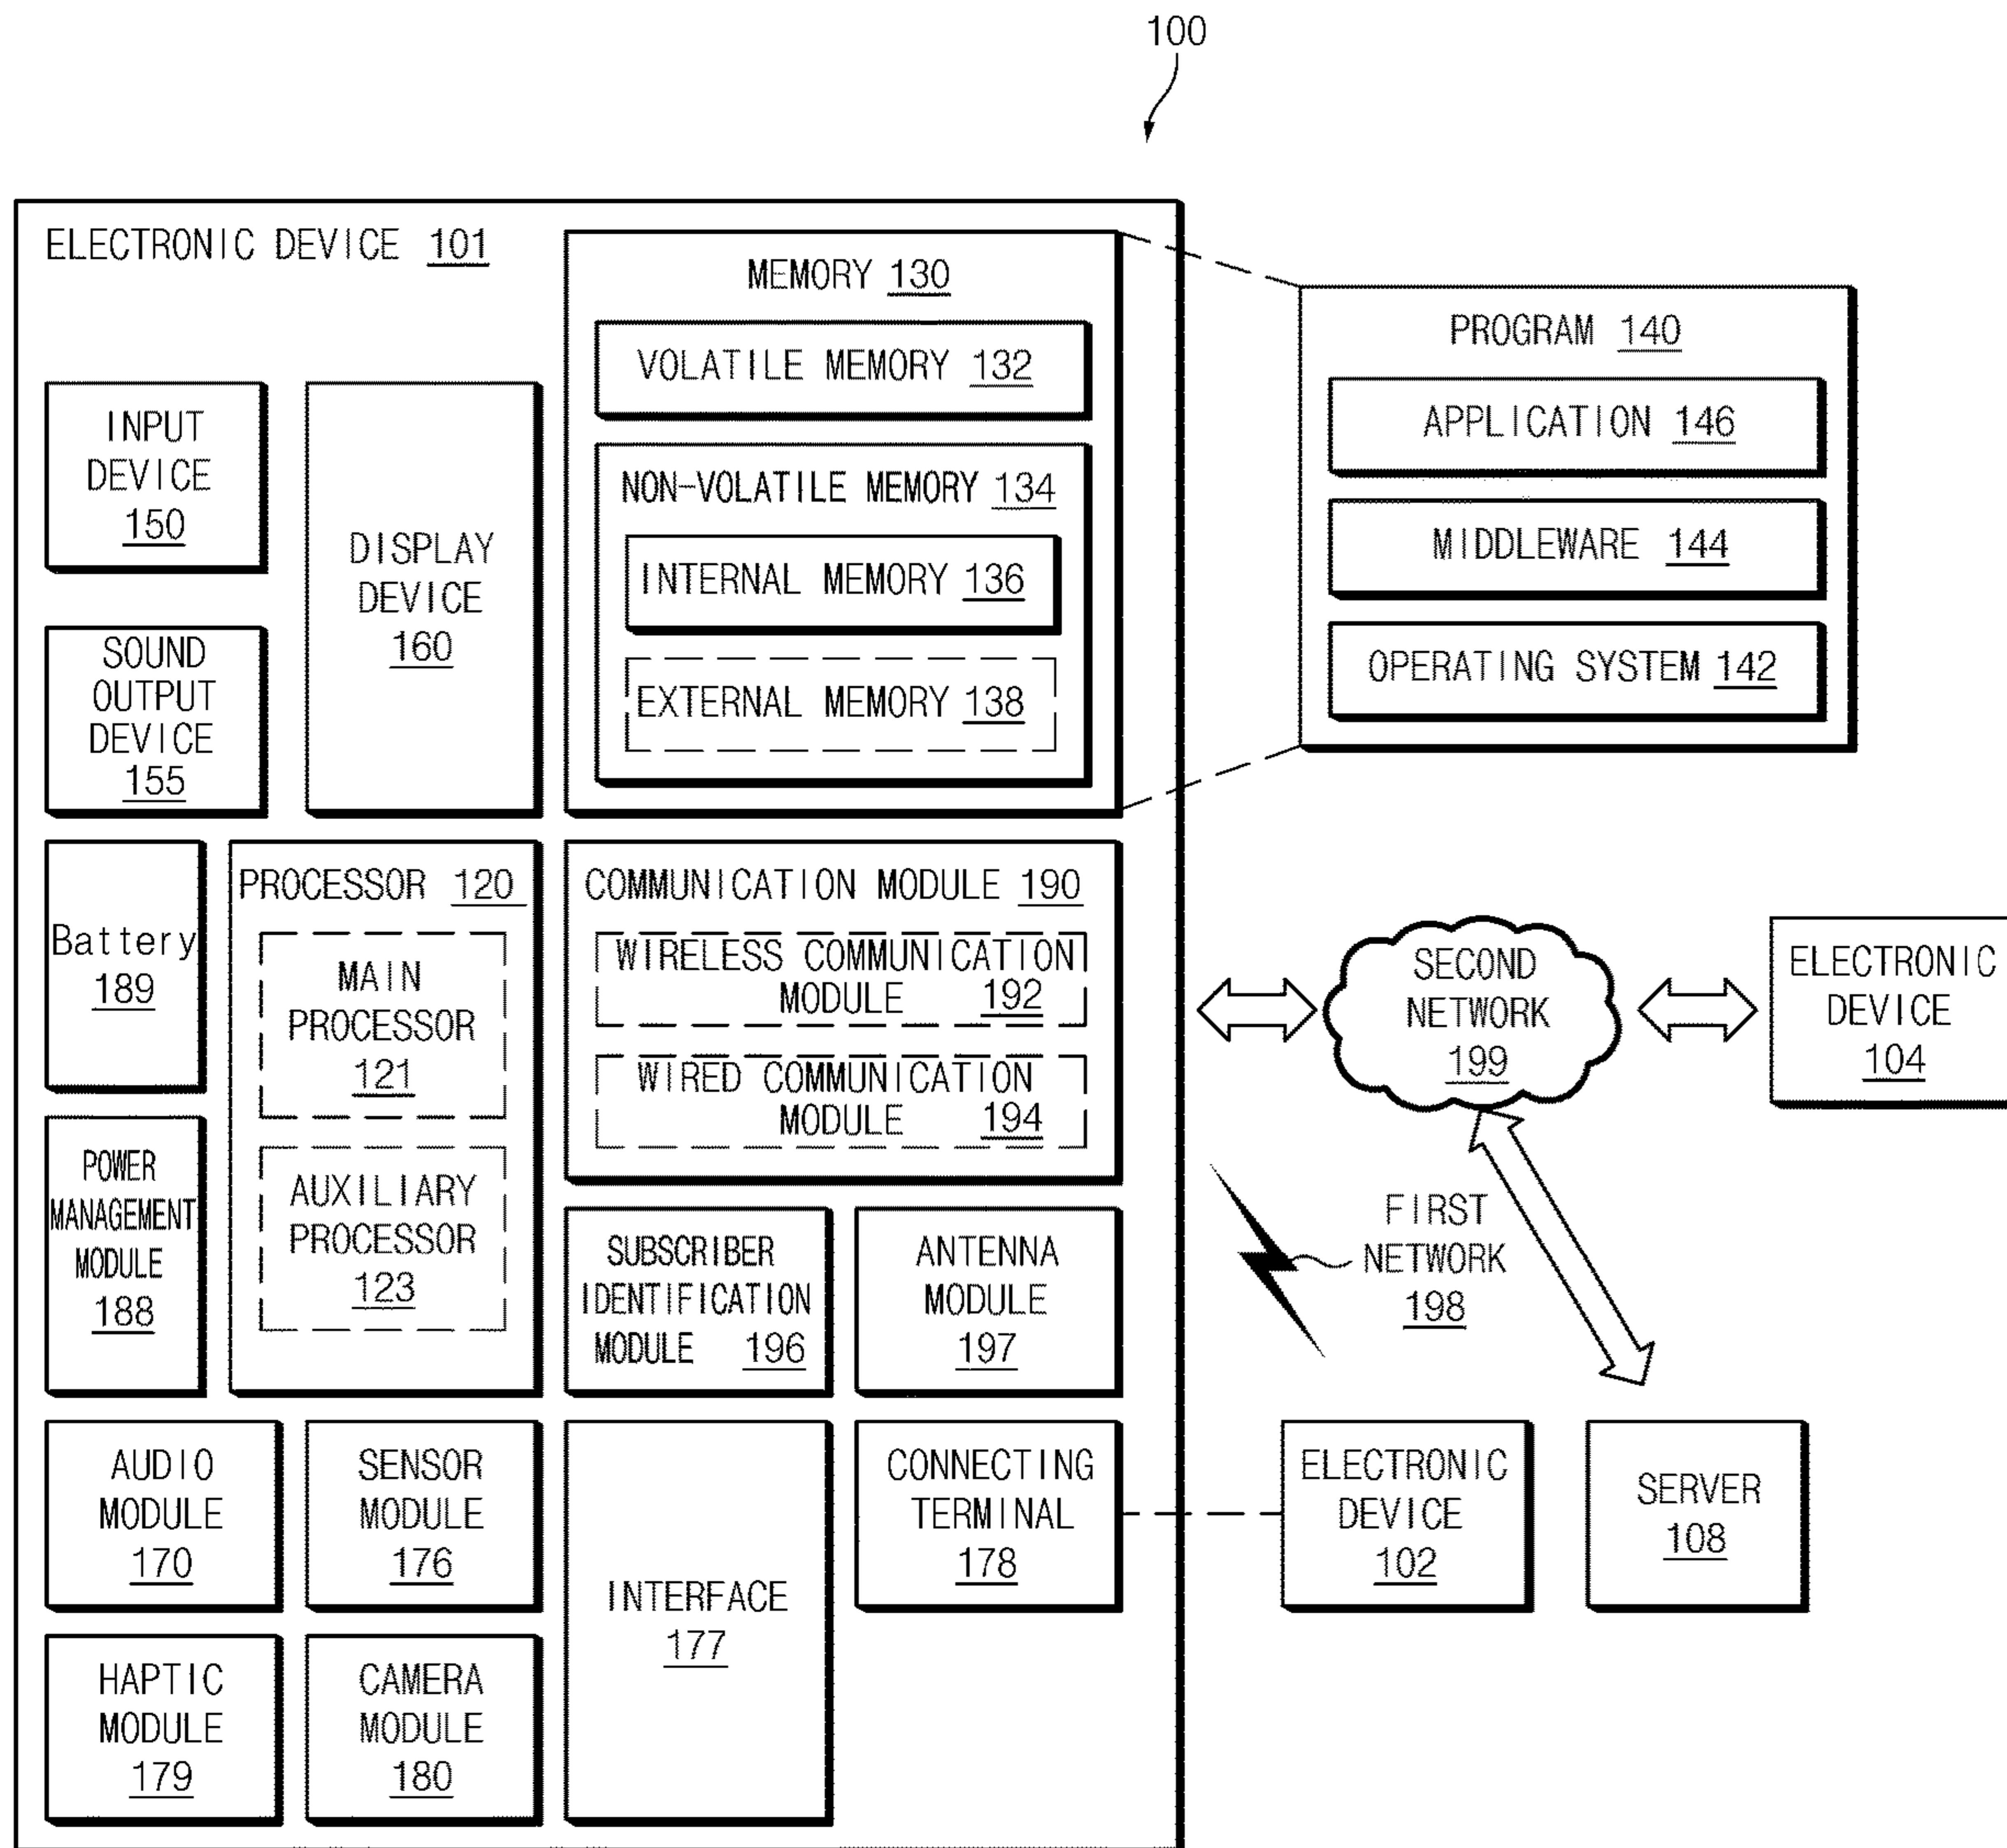 100
ELECTRONIC DEVICE 101
MEMORY 130
VOLATILE MEMORY 132
NON-VOLATILE MEMORY 134
INTERNAL MEMORY 136
EXTERNAL MEMORY 138
PROGRAM 140
APPLICATION 146
MIDDLEWARE 144
OPERATING SYSTEM 142
INPUT
DEVICE
150
DISPLAY
DEVICE
160
SOUND
OUTPUT
DEVICE
155
Battery
189
PROCESSOR 120
MAIN
PROCESSOR
121
AUXILIARY
PROCESSOR
123
POWER
MANAGEMENT
MODULE
188
COMMUNICATION MODULE 190
WIRELESS COMMUNICATION
MODULE 192
WIRED COMMUNICATION
MODULE 194
SUBSCRIBER
IDENTIFICATION
MODULE 196
ANTENNA
MODULE
197
SECOND
NETWORK
199
ELECTRONIC
DEVICE
104
FIRST
NETWORK
198
AUDIO
MODULE
170
SENSOR
MODULE
176
INTERFACE
177
CONNECTING
TERMINAL
178
ELECTRONIC
DEVICE
102
SERVER
108
HAPTIC
MODULE
179
CAMERA
MODULE
180